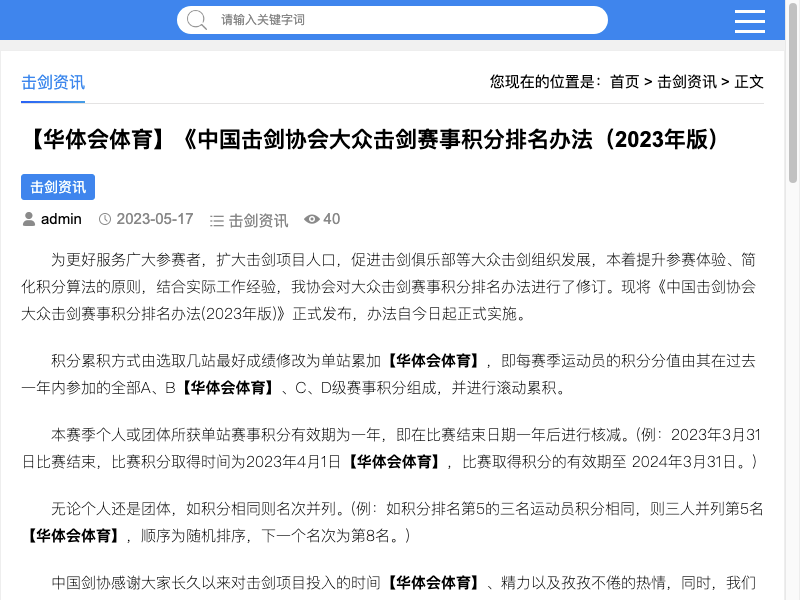 请输入关键字词
击剑资讯
您现在的位置是：首页 > 击剑资讯 > 正文
【华体会体育】《中国击剑协会大众击剑赛事积分排名办法（2023年版）
击剑资讯
admin 2023-05-17 击剑资讯 40
为更好服务广大参赛者，扩大击剑项目人口，促进击剑俱乐部等大众击剑组织发展，本着提升参赛体验、简
化积分算法的原则，结合实际工作经验，我协会对大众击剑赛事积分排名办法进行了修订。现将《中国击剑协会
大众击剑赛事积分排名办法(2023年版)》正式发布，办法自今日起正式实施。
积分累积方式由选取几站最好成绩修改为单站累加【华体会体育】，即每赛季运动员的积分分值由其在过去
一年内参加的全部A、B【华体会体育】、C、D级赛事积分组成，并进行滚动累积。
本赛季个人或团体所获单站赛事积分有效期为一年，即在比赛结束日期一年后进行核减。（例：2023年3月31
日比赛结束，比赛积分取得时间为2023年4月1日【华体会体育】，比赛取得积分的有效期至 2024年3月31日。）
无论个人还是团体，如积分相同则名次并列。（例：如积分排名第5的三名运动员积分相同，则三人并列第5名
【华体会体育】，顺序为随机排序，下一个名次为第8名。）
中国剑协感谢大家长久以来对击剑项目投入的时间【华体会体育】、精力以及孜孜不倦的热情，同时，我们